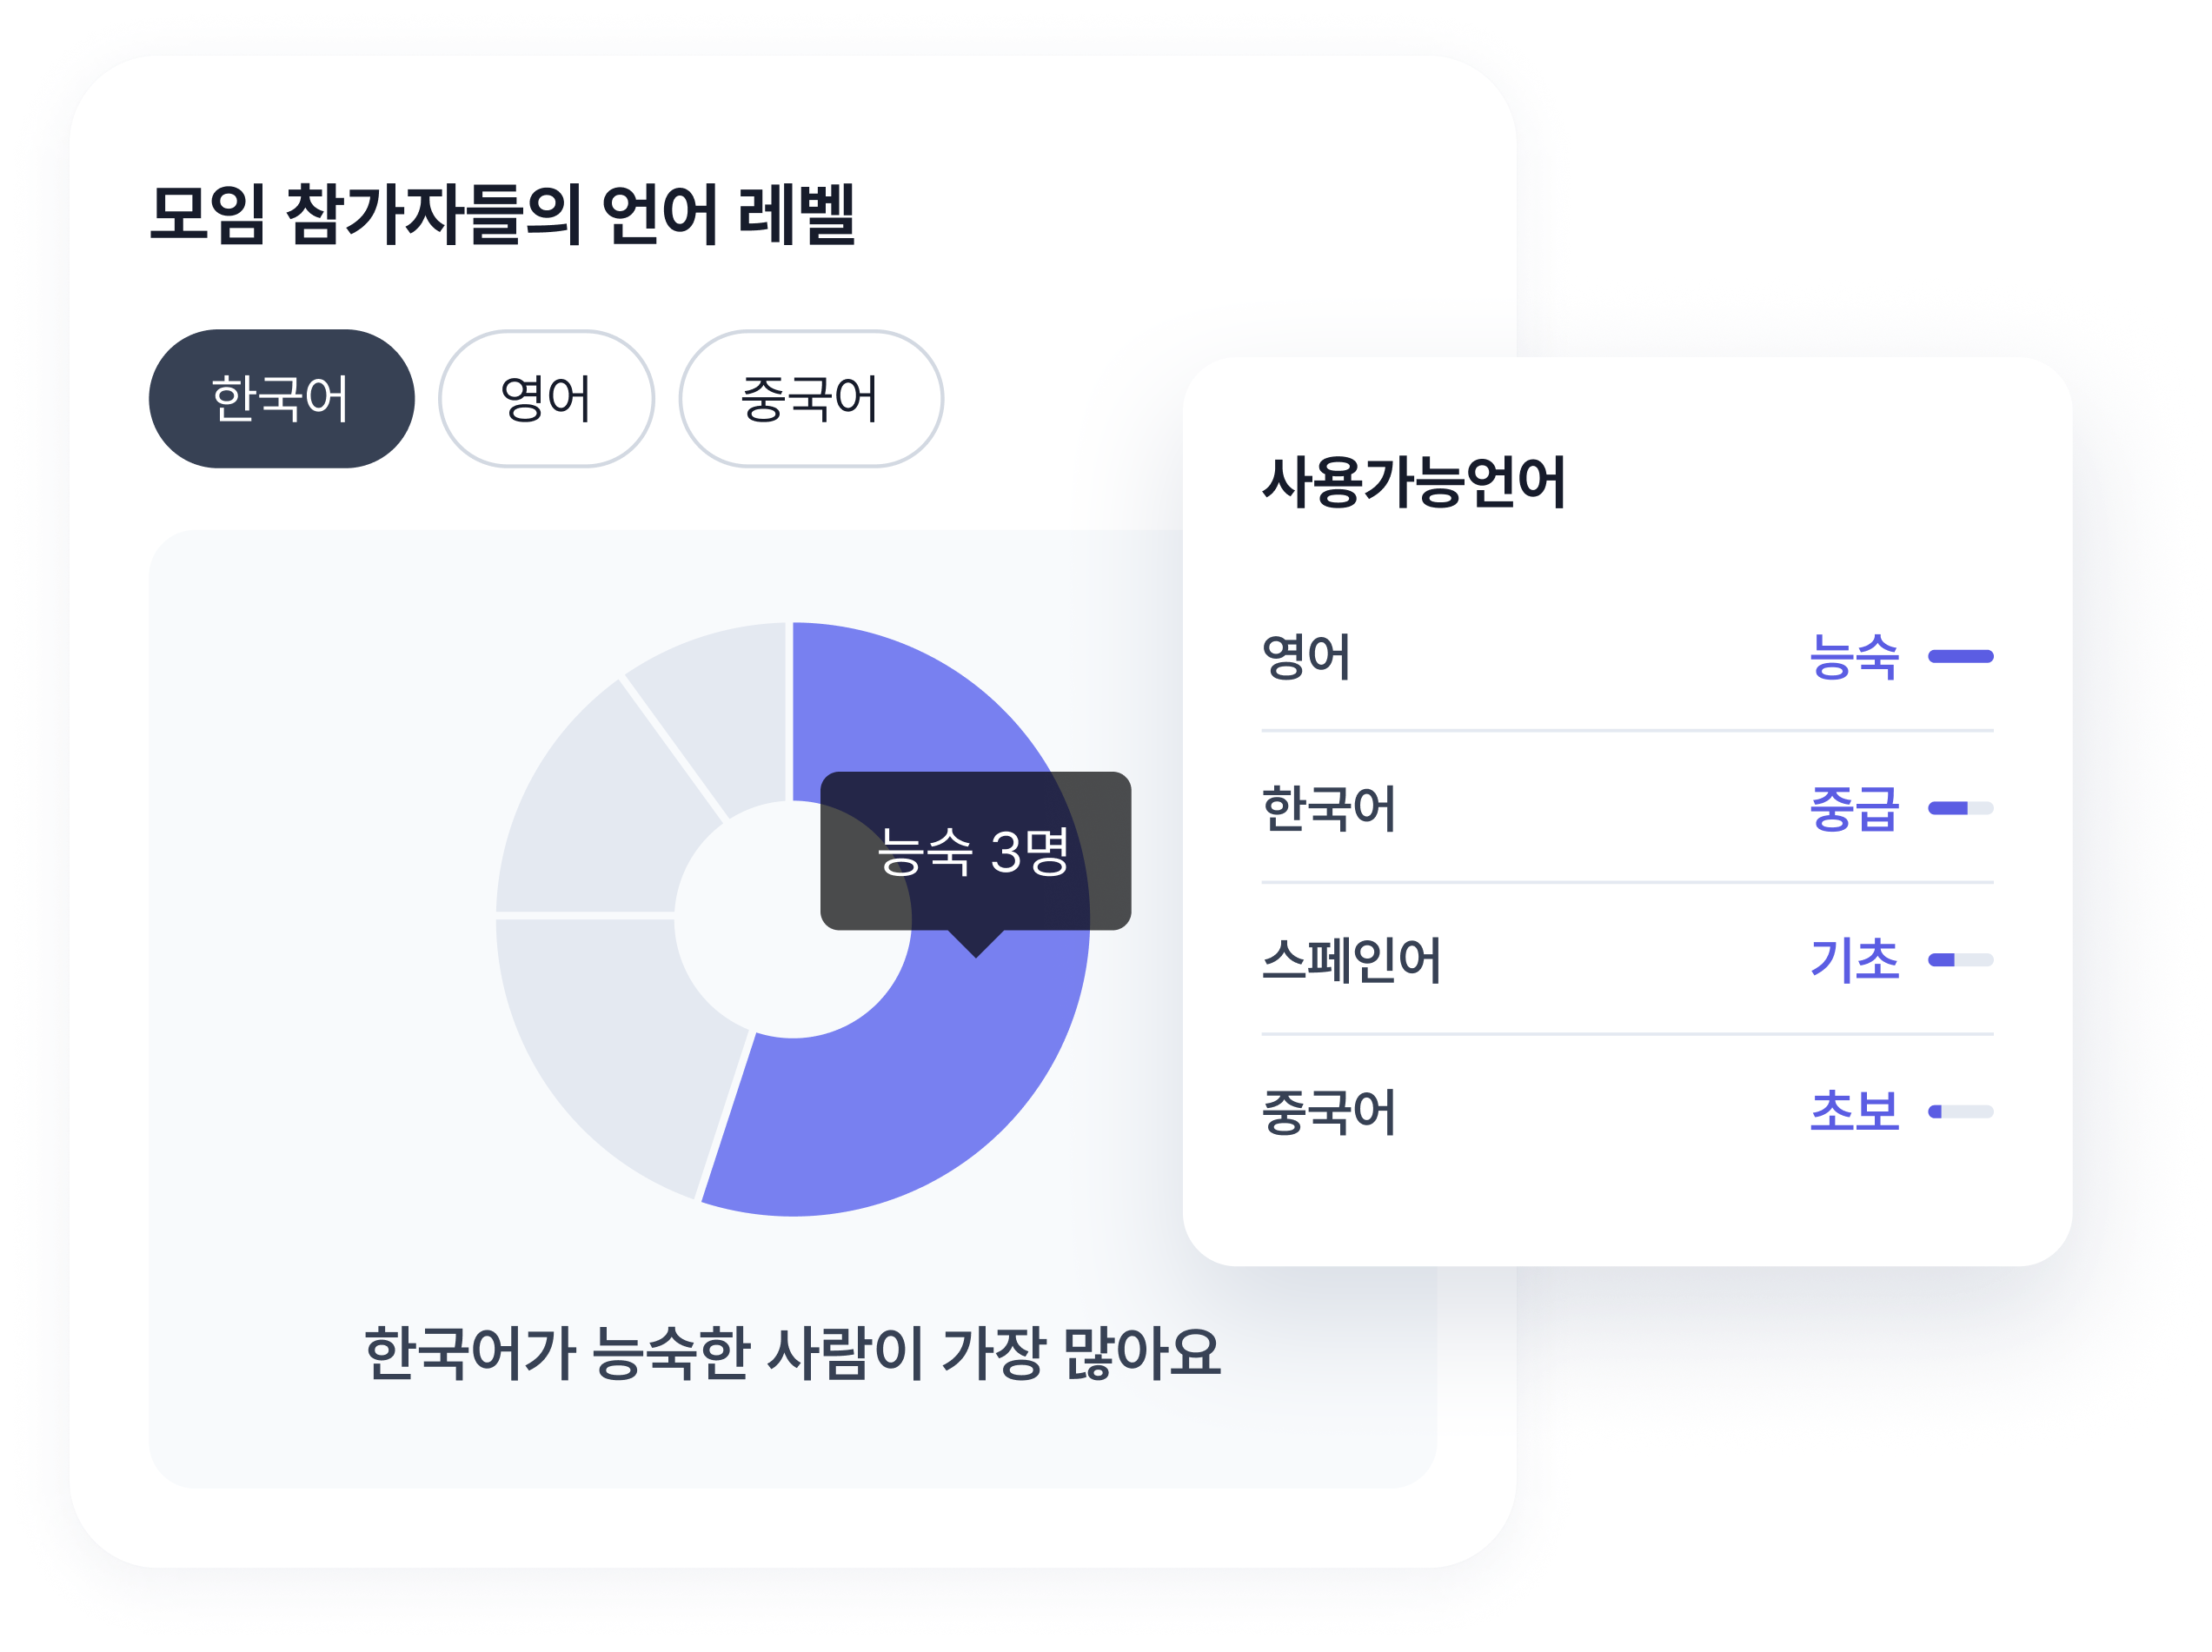 모임 참가자들의 언어 레벨
한국어 영어 중국어
능숙 3명
한국어가 능숙한 사람이 가장 많아요
사용가능언어
영어 능숙
한국어 중급
스페인어 기초
중국어 초보